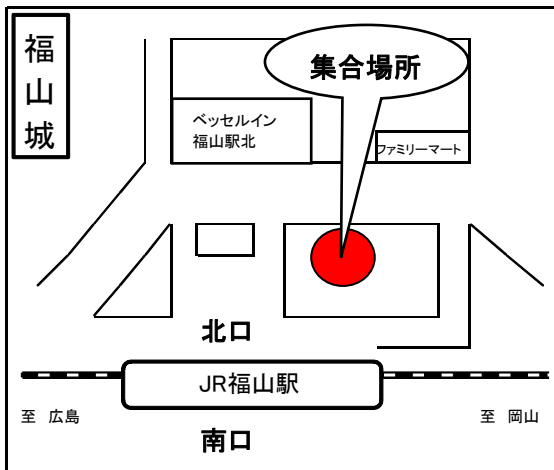 福山城
集合場所
ベッセルイン
福山駅北
ファミリーマート
北口
JR福山駅
至 広島
至 岡山
南口